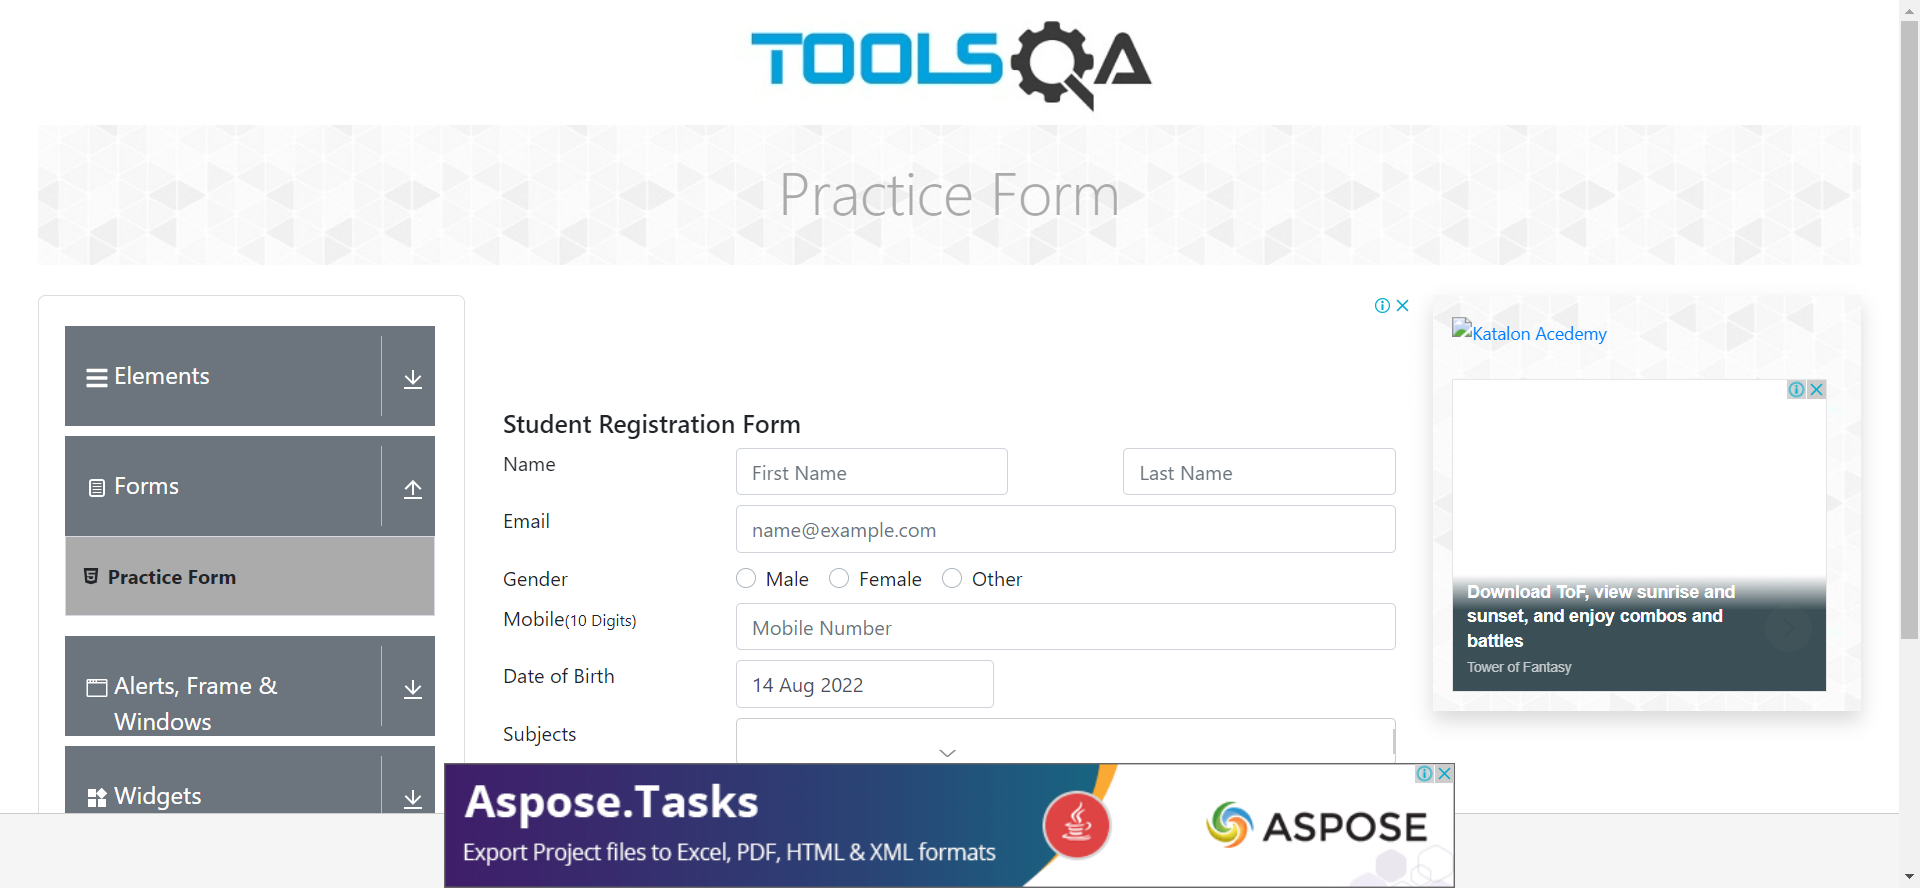 TOOLSQA
Practice Form
Elements
Forms
Practice Form
Alerts, Frame &
Windows
Widgets
Student Registration Form
Name
First Name
Last Name
Email
name@example.com
Gender
Male
Female
Other
Mobile(10 Digits)
Mobile Number
Date of Birth
14 Aug 2022
Subjects
Katalon Acedemy
Download ToF, view sunrise and
sunset, and enjoy combos and
battles
Tower of Fantasy
Aspose.Tasks
Export Project files to Excel, PDF, HTML & XML formats
ASPOSE